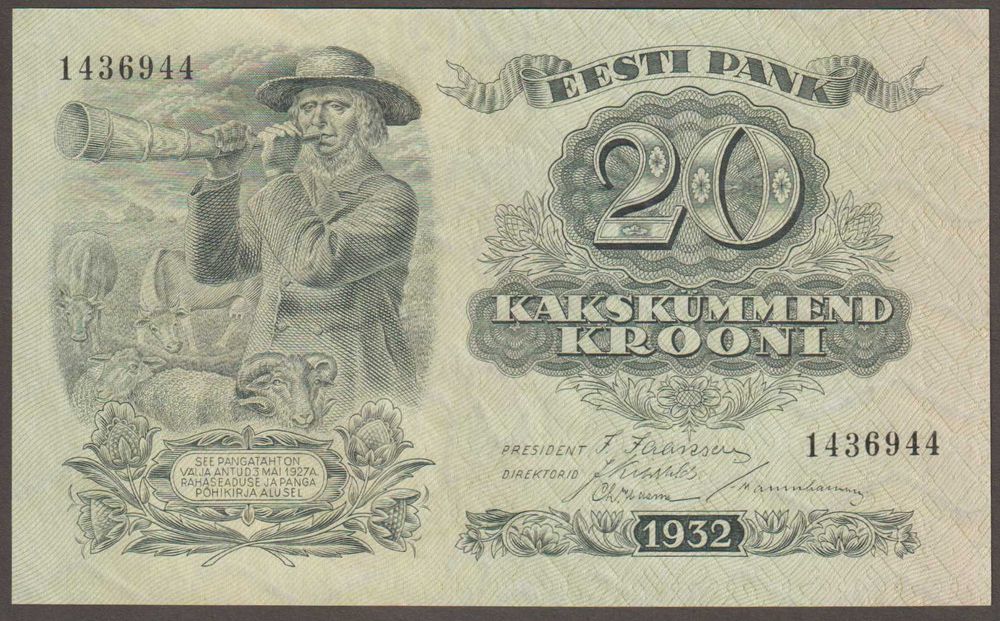 1436944
EESTI PANK
20
KAKSKÜMMEND
KROONI
SEE PANGATÄHT ON
VÄLJA ANTUD 3. MAI 1927 A.
RAHASEADUSE JA PANGA
PÕHIKIRJA ALUSEL
PRESIDENT
DIREKTORID
1436944
1932